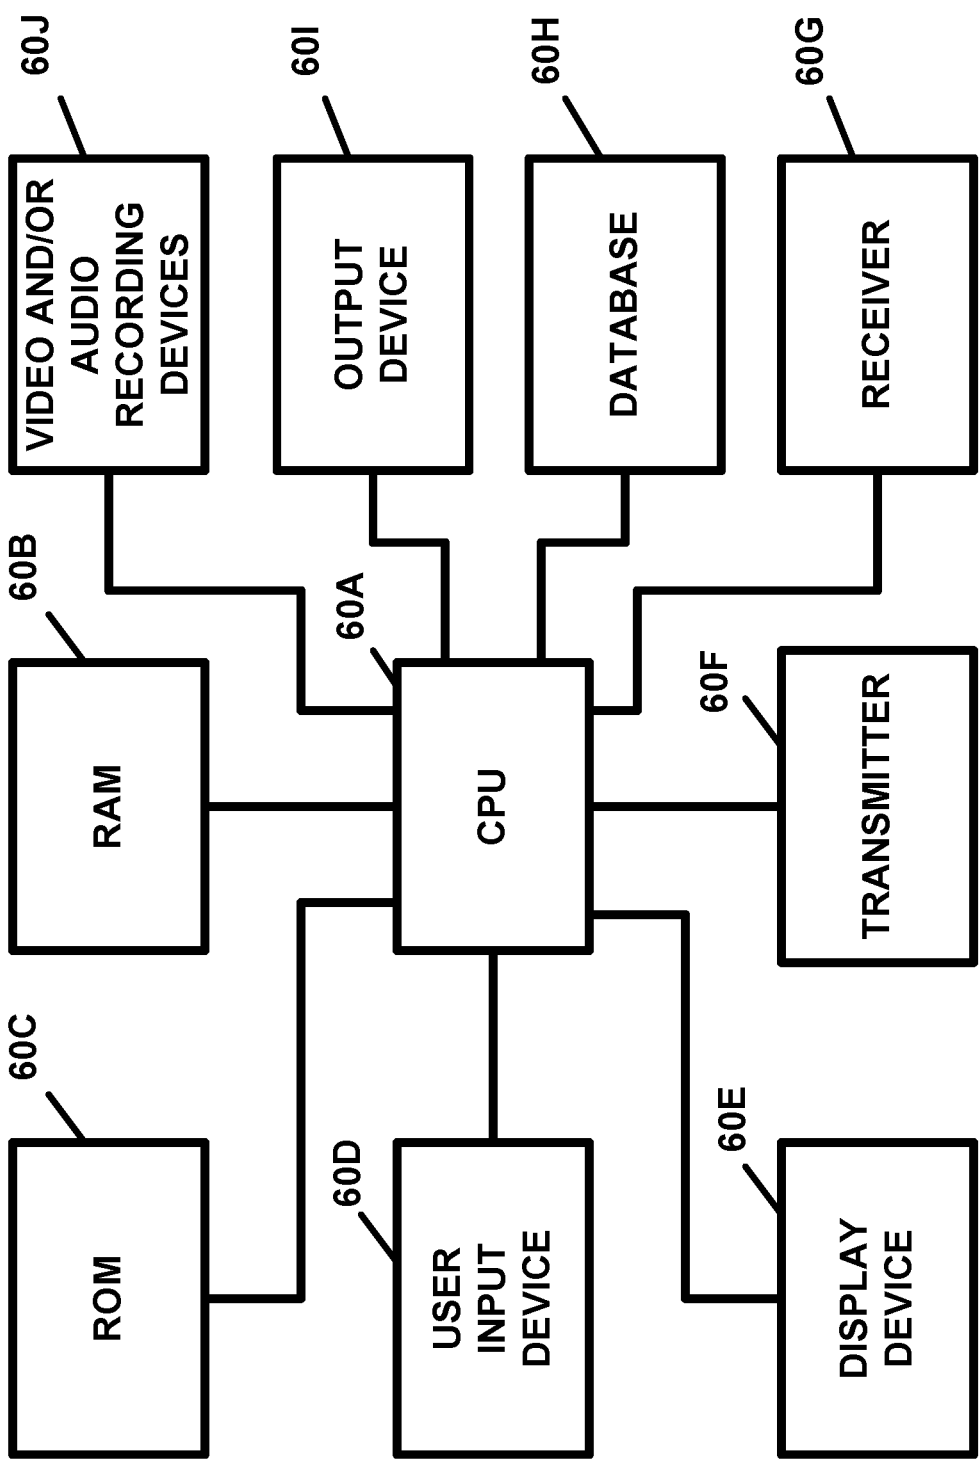 60C
ROM
60B
RAM
60J
VIDEO AND/OR
AUDIO
RECORDING
DEVICES
60I
OUTPUT
DEVICE
60D
USER
INPUT
DEVICE
60A
CPU
60H
DATABASE
60E
DISPLAY
DEVICE
60F
TRANSMITTER
60G
RECEIVER